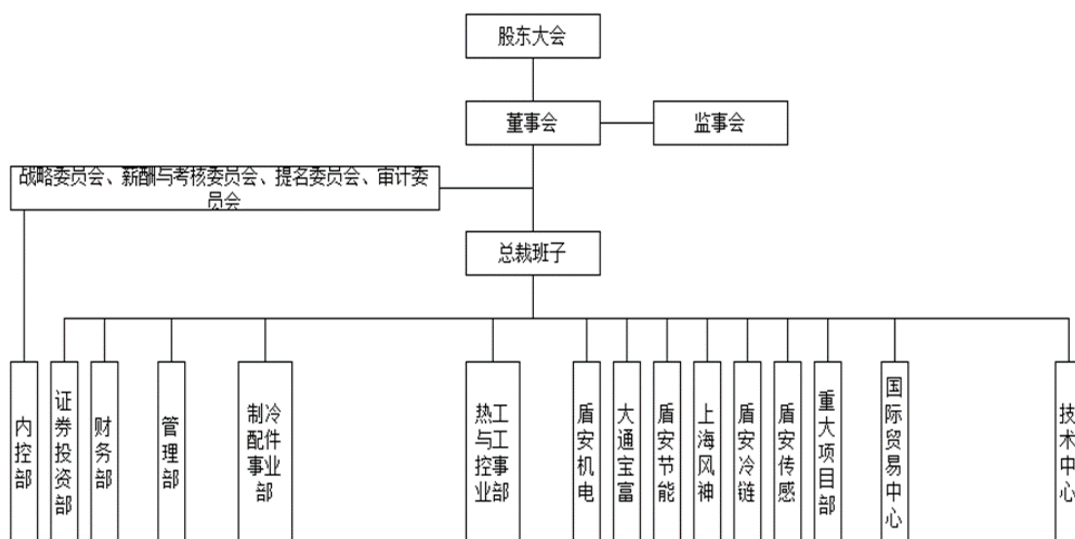 股东大会
董事会
监事会
战略委员会、薪酬与考核委员会、提名委员会、审计委
员会
总裁班子
内控部
证券投资部
财务部
管理部
制冷
配件
事业
部
热工
与工
控事
业部
盾安机电
大通宝富
盾安节能
上海风神
盾安冷链
盾安传感
重大项目部
国际贸易中心
技术中心